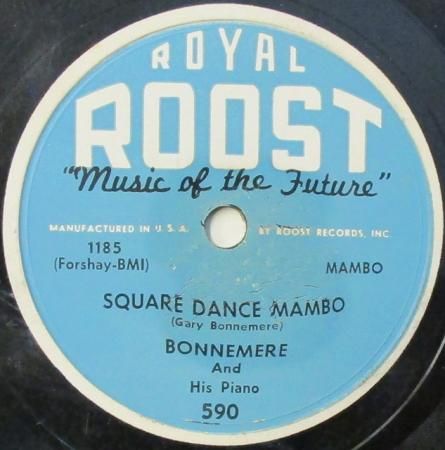 ROYAL
ROOST
"Music of the Future"
MANUFACTURED IN U. S. A. BY ROOST RECORDS, INC.
1185
(Forshay-BMI) MAMBO
SQUARE DANCE MAMBO
(Gary Bonnemere)
BONNEMERE
And
His Piano
590